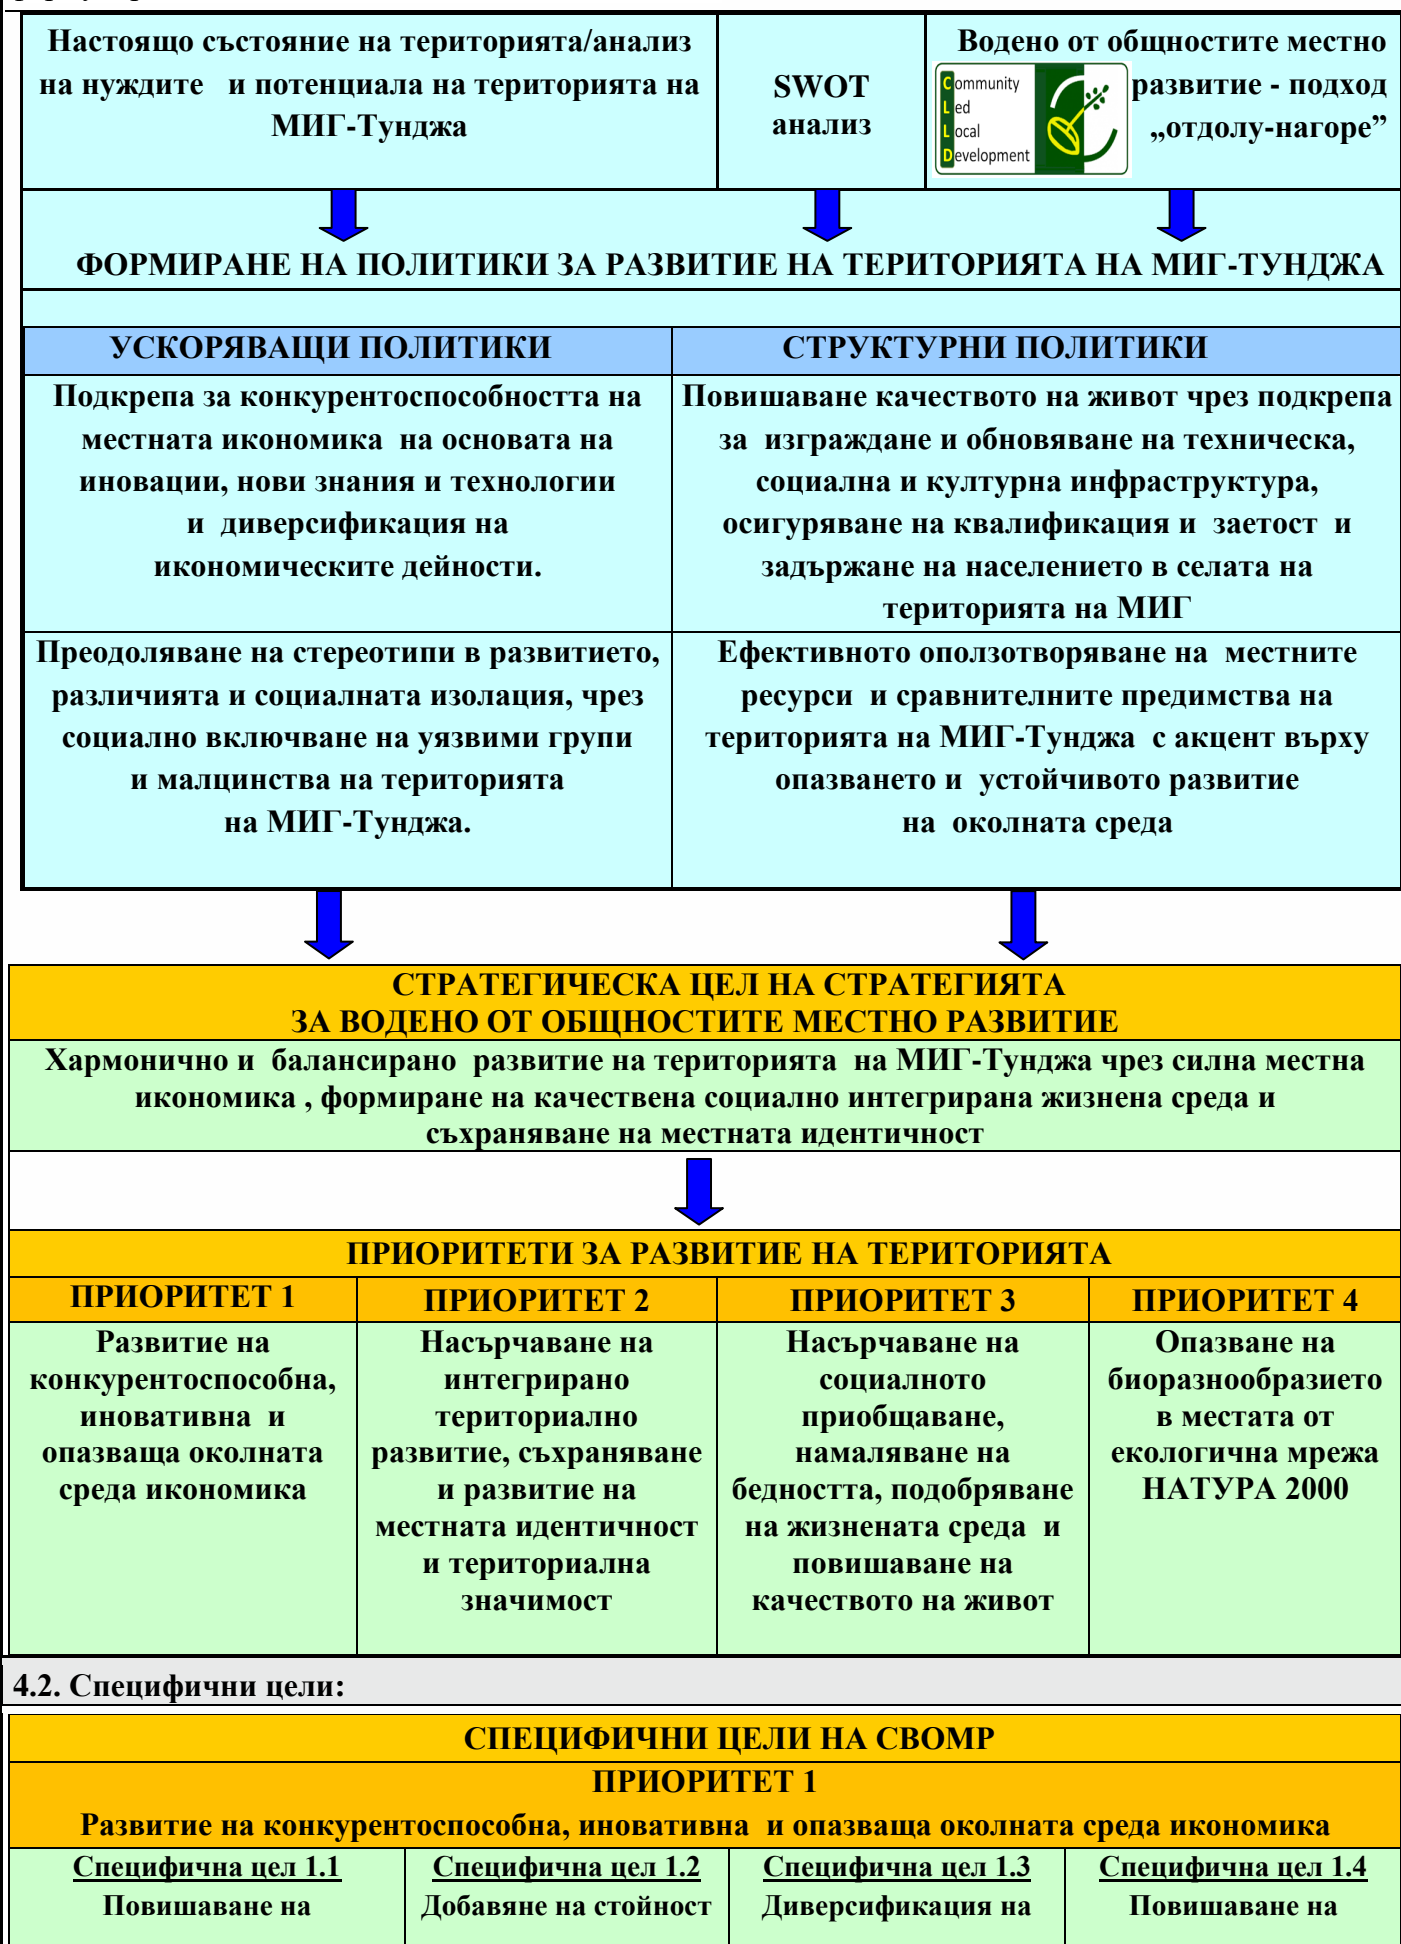 Настоящо състояние на територията/анализ
на нуждите и потенциала на територията на
МИГ-Тунджа
SWOT
анализ
Водено от общностите местно
развитие - подход
„отдолу-нагоре”
Community
Led
Local
Development
ФОРМИРАНЕ НА ПОЛИТИКИ ЗА РАЗВИТИЕ НА ТЕРИТОРИЯТА НА МИГ-ТУНДЖА
УСКОРЯВАЩИ ПОЛИТИКИ
СТРУКТУРНИ ПОЛИТИКИ
Подкрепа за конкурентоспособността на
местната икономика на основата на
иновации, нови знания и технологии
и диверсификация на
икономическите дейности.
Повишаване качеството на живот чрез подкрепа
за изграждане и обновяване на техническа,
социална и културна инфраструктура,
осигуряване на квалификация и заетост и
задържане на населението в селата на
територията на МИГ
Преодоляване на стереотипи в развитието,
различията и социалната изолация, чрез
социално включване на уязвими групи
и малцинства на територията
на МИГ-Тунджа.
Ефективното оползотворяване на местните
ресурси и сравнителните предимства на
територията на МИГ-Тунджа с акцент върху
опазването и устойчивото развитие
на околната среда
СТРАТЕГИЧЕСКА ЦЕЛ НА СТРАТЕГИЯТА
ЗА ВОДЕНО ОТ ОБЩНОСТИТЕ МЕСТНО РАЗВИТИЕ
Хармонично и балансирано развитие на територията на МИГ-Тунджа чрез силна местна
икономика , формиране на качествена социално интегрирана жизнена среда и
съхраняване на местната идентичност
ПРИОРИТЕТИ ЗА РАЗВИТИЕ НА ТЕРИТОРИЯТА
ПРИОРИТЕТ 1
ПРИОРИТЕТ 2
ПРИОРИТЕТ 3
ПРИОРИТЕТ 4
Развитие на
конкурентоспособна,
иновативна и
опазваща околната
среда икономика
Насърчаване на
интегрирано
териториално
развитие, съхраняване
и развитие на
местната идентичност
и териториална
значимост
Насърчаване на
социалното
приобщаване,
намаляване на
бедността, подобряване
на жизнената среда и
повишаване на
качеството на живот
Опазване на
биоразнообразието
в местата от
екологична мрежа
НАТУРА 2000
4.2. Специфични цели:
СПЕЦИФИЧНИ ЦЕЛИ НА СВОМР
ПРИОРИТЕТ 1
Развитие на конкурентоспособна, иновативна и опазваща околната среда икономика
Специфична цел 1.1
Повишаване на
Специфична цел 1.2
Добавяне на стойност
Специфична цел 1.3
Диверсификация на
Специфична цел 1.4
Повишаване на